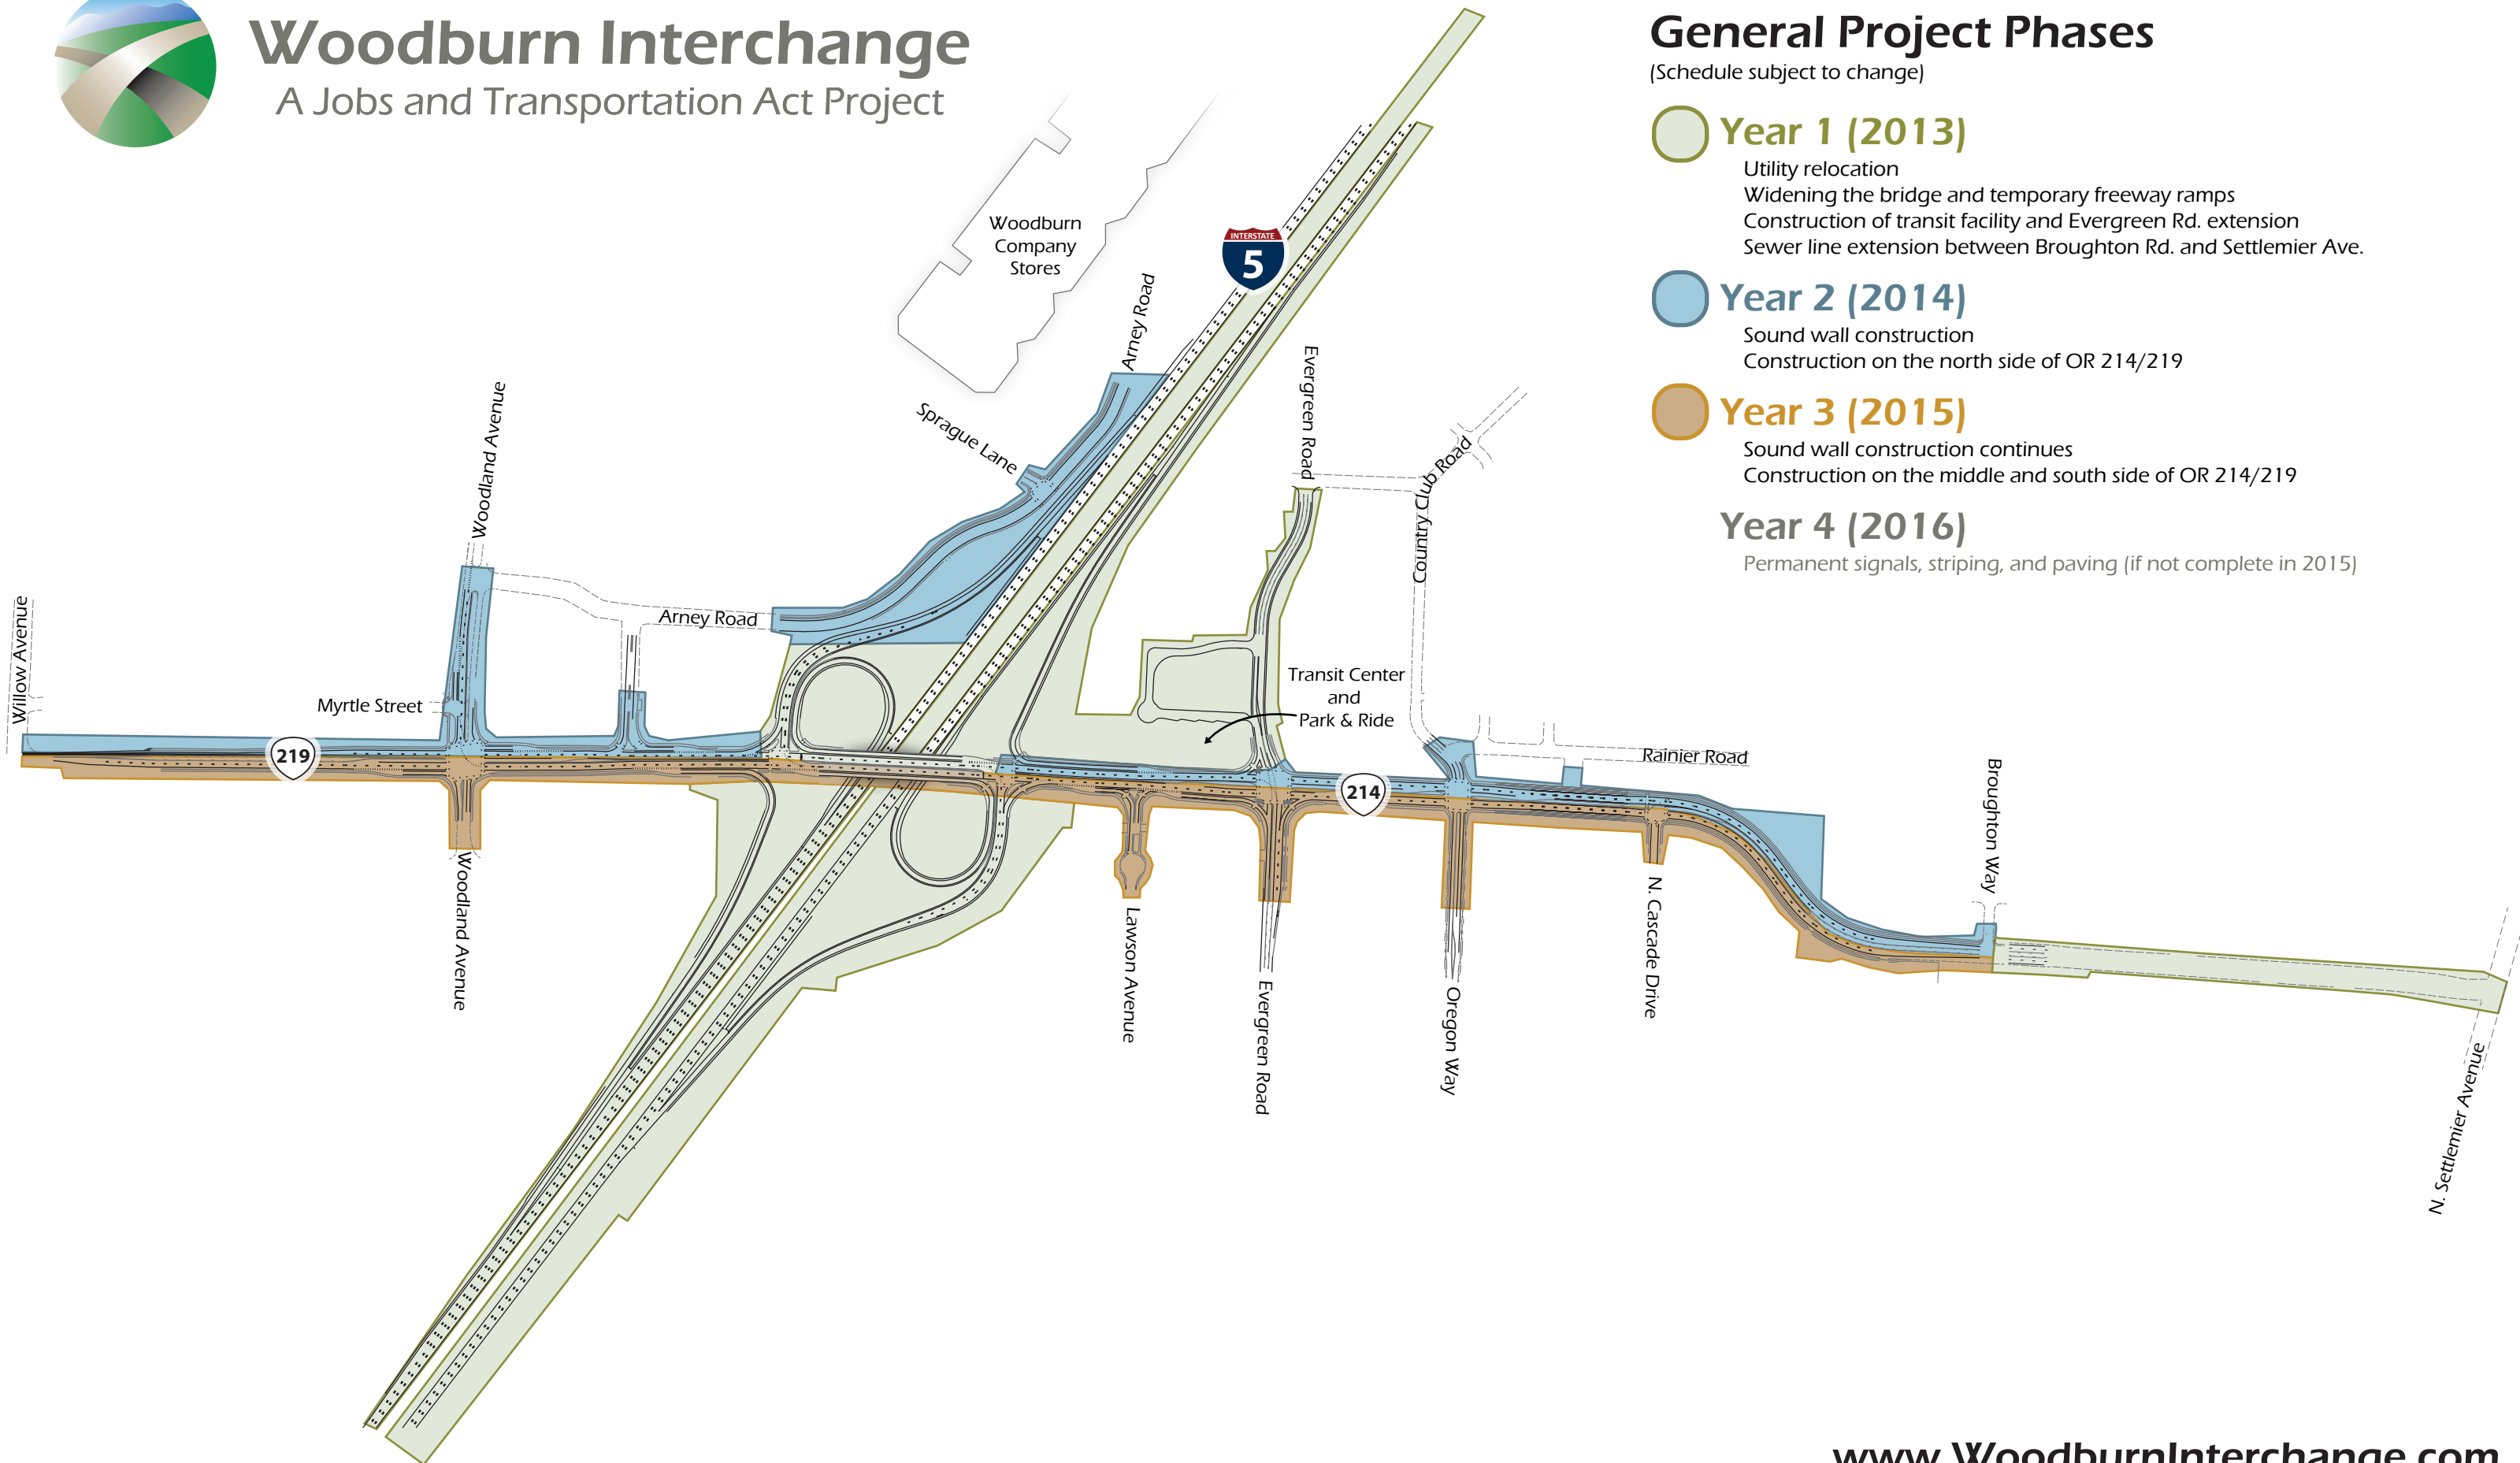 Woodburn Interchange
A Jobs and Transportation Act Project
General Project Phases
(Schedule subject to change)
Year 1 (2013)
Utility relocation
Widening the bridge and temporary freeway ramps
Construction of transit facility and Evergreen Rd. extension
Sewer line extension between Broughton Rd. and Settlemier Ave.
Year 2 (2014)
Sound wall construction
Construction on the north side of OR 214/219
Year 3 (2015)
Sound wall construction continues
Construction on the middle and south side of OR 214/219
Year 4 (2016)
Permanent signals, striping, and paving (if not complete in 2015)
Woodburn
Company
Stores
INTERSTATE
5
Arney Road
Evergreen Road
Sprague Lane
Country Club Road
Woodland Avenue
Willow Avenue
Arney Road
Myrtle Street
Transit Center
and
Park & Ride
219
214
Rainier Road
Broughton Way
Woodland Avenue
Lawson Avenue
Evergreen Road
Oregon Way
N. Cascade Drive
N. Settlemier Avenue
www.WoodburnInterchange.com